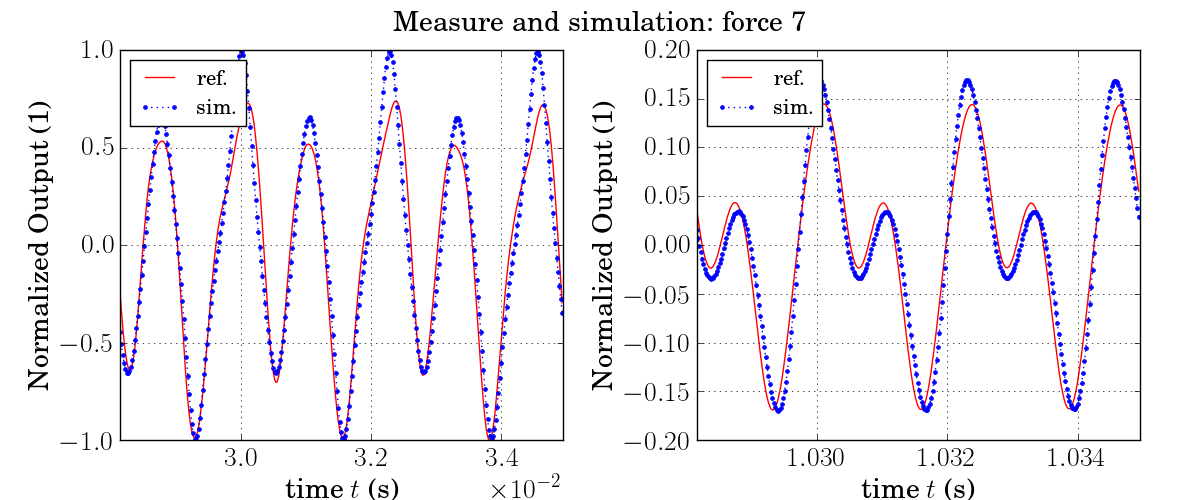 Measure and simulation: force 7
Normalized Output (1)
1.0
0.5
0.0
−0.5
−1.0
ref.
sim.
3.0 3.2 3.4
×10⁻²
time t (s)
Normalized Output (1)
0.20
0.15
0.10
0.05
0.00
−0.05
−0.10
−0.15
−0.20
ref.
sim.
1.030 1.032 1.034
time t (s)